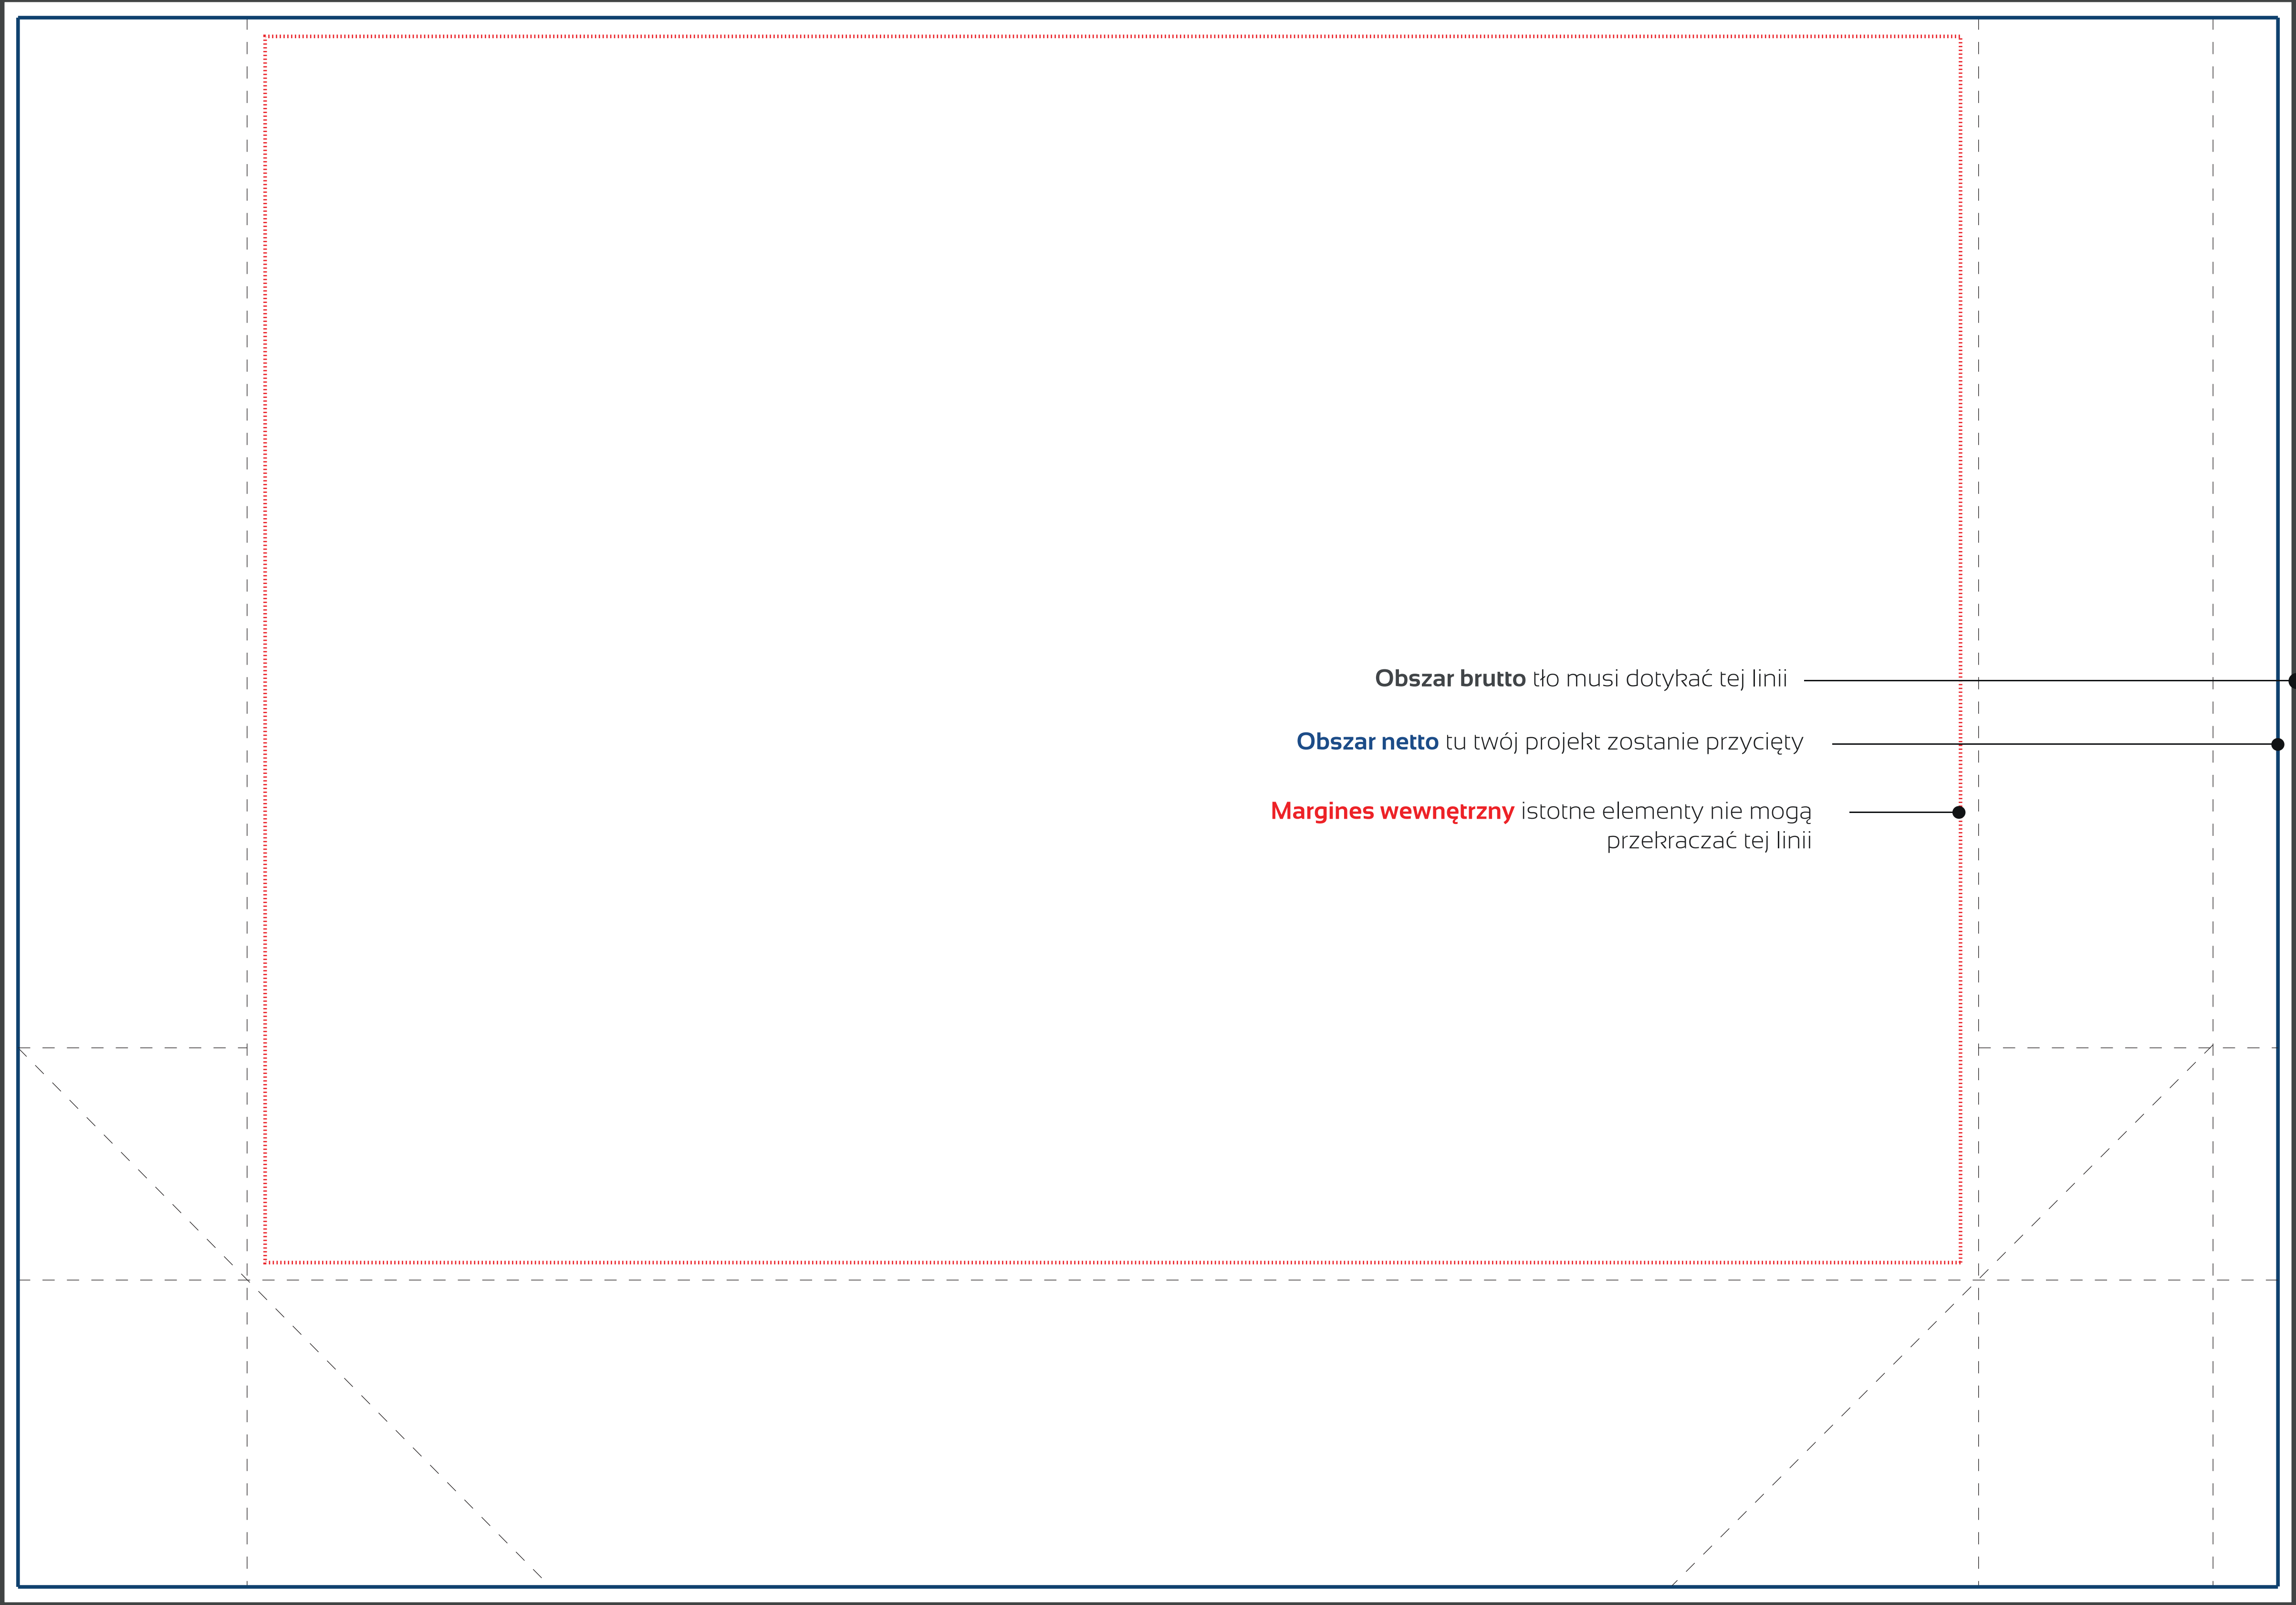 Obszar brutto tło musi dotykać tej linii
Obszar netto tu twój projekt zostanie przycięty
Margines wewnętrzny istotne elementy nie mogą
przekraczać tej linii